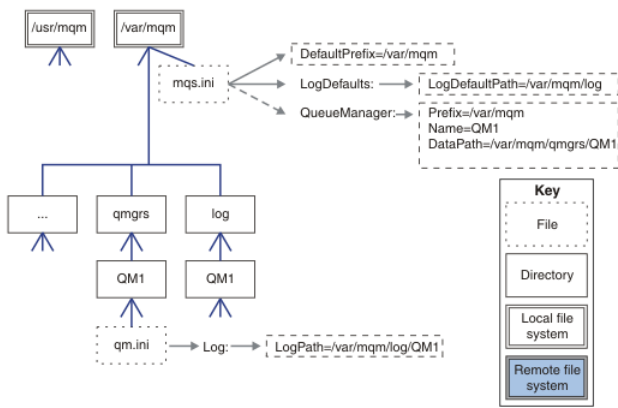 /usr/mqm
/var/mqm
mqs.ini
DefaultPrefix=/var/mqm
LogDefaults:
LogDefaultPath=/var/mqm/log
QueueManager:
Prefix=/var/mqm
Name=QM1
DataPath=/var/mqm/qmgrs/QM1
...
qmgrs
log
QM1
QM1
qm.ini
Log:
LogPath=/var/mqm/log/QM1
Key
File
Directory
Local file
system
Remote file
system